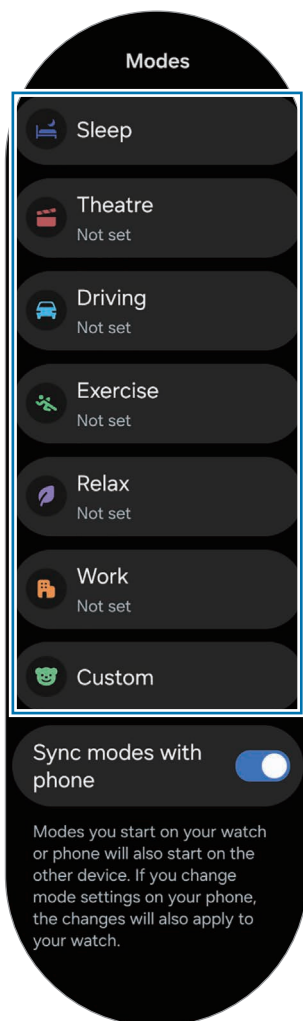 Modes
Sleep
Theatre
Not set
Driving
Not set
Exercise
Not set
Relax
Not set
Work
Not set
Custom
Sync modes with
phone
Modes you start on your watch
or phone will also start on the
other device. If you change
mode settings on your phone,
the changes will also apply to
your watch.